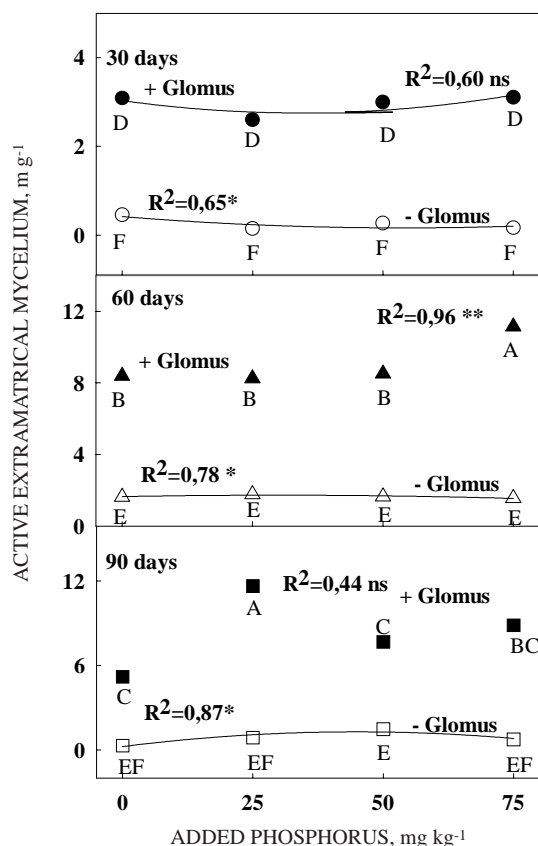 ACTIVE EXTRAMATRICAL MYCELIUM, m g-1
4
2
0
30 days
+ Glomus
R2=0,60 ns
D
D
D
D
R2=0,65*
- Glomus
F
F
F
F
12
8
4
0
60 days
R2=0,96 **
+ Glomus
A
B
B
B
R2=0,78 *
- Glomus
E
E
E
E
12
6
0
90 days
R2=0,44 ns
+ Glomus
A
C
BC
C
R2=0,87*
- Glomus
EF
EF
E
EF
0
25
50
75
ADDED PHOSPHORUS, mg kg-1